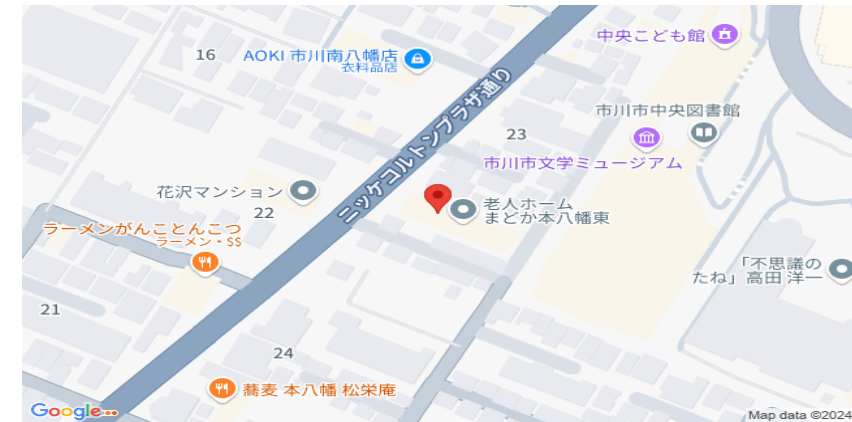 中央こども館
16
AOKI 市川南八幡店
衣料品店
ニッケコルトンプラザ通り
市川市中央図書館
23
市川市文学ミュージアム
花沢マンション
22
老人ホーム
まどか本八幡東
ラーメンがんことんこつ
ラーメン・$$
「不思議の
たね」高田 洋一
21
24
蕎麦 本八幡 松栄庵
Google...
Map data ©2024